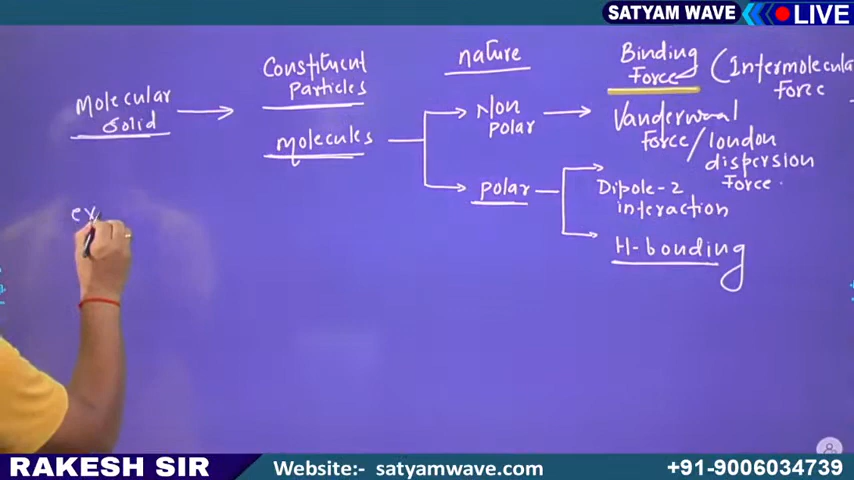 SATYAM WAVE LIVE
Constituent
Particles
nature
Binding
Force (Intermolecular
Force
Molecular
Solid
molecules
Non
polar
Vanderwaal
Force/london
dispersion
Force.
polar
Dipole-2
interaction
H-bonding
ex
RAKESH SIR
Website:- satyamwave.com
+91-9006034739